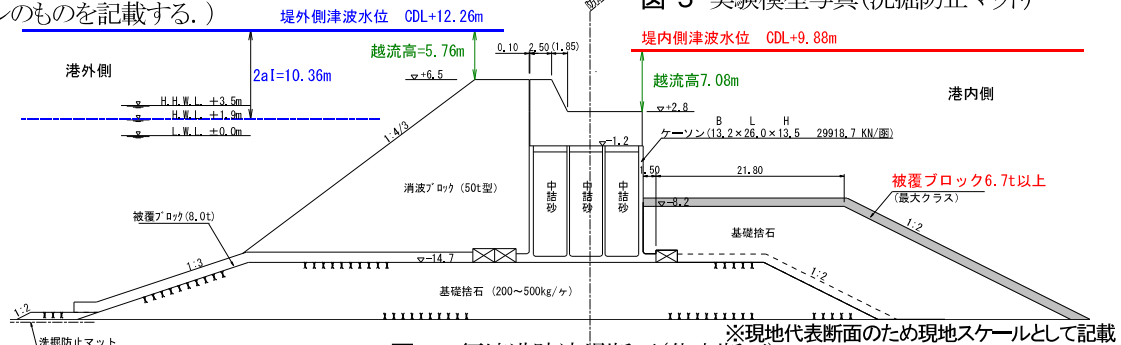 ンのものを記載する.)
図 3 実験模型写真(洗掘防止マット)
堤外側津波水位 CDL+12.26m
越流高=5.76m
0.10 2.50 (1.85)
堤内側津波水位 CDL+9.88m
港外側
2aI=10.36m
+6.5
越流高7.08m
港内側
H.H.W.L. +3.5m
H.W.L. +1.9m
L.W.L. ±0.0m
+2.8
B L H
ケーソン(13.2×26.0×13.5 29918.7 KN/函)
1:4/3
-1.2
1.50
21.80
消波ブロック (50t型)
中詰砂
中詰砂
中詰砂
被覆ブロック6.7t以上
(最大クラス)
-8.2
被覆ブロック(8.0t)
基礎捨石
1:2
1:3
-14.7
1:2
基礎捨石 (200~500kg/ヶ)
1:2
洗掘防止マット
※現地代表断面のため現地スケールとして記載